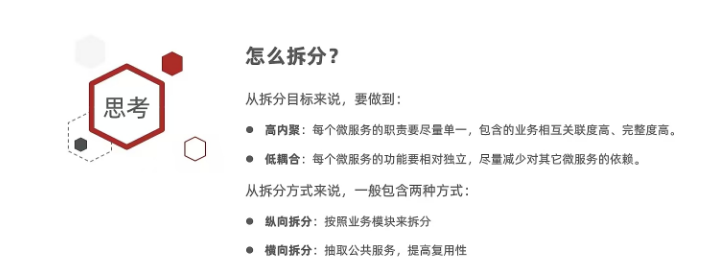 思考
怎么拆分？
从拆分目标来说，要做到：
● 高内聚：每个微服务的职责要尽量单一，包含的业务相互关联度高、完整度高。
● 低耦合：每个微服务的功能要相对独立，尽量减少对其它微服务的依赖。
从拆分方式来说，一般包含两种方式：
● 纵向拆分：按照业务模块来拆分
● 横向拆分：抽取公共服务，提高复用性